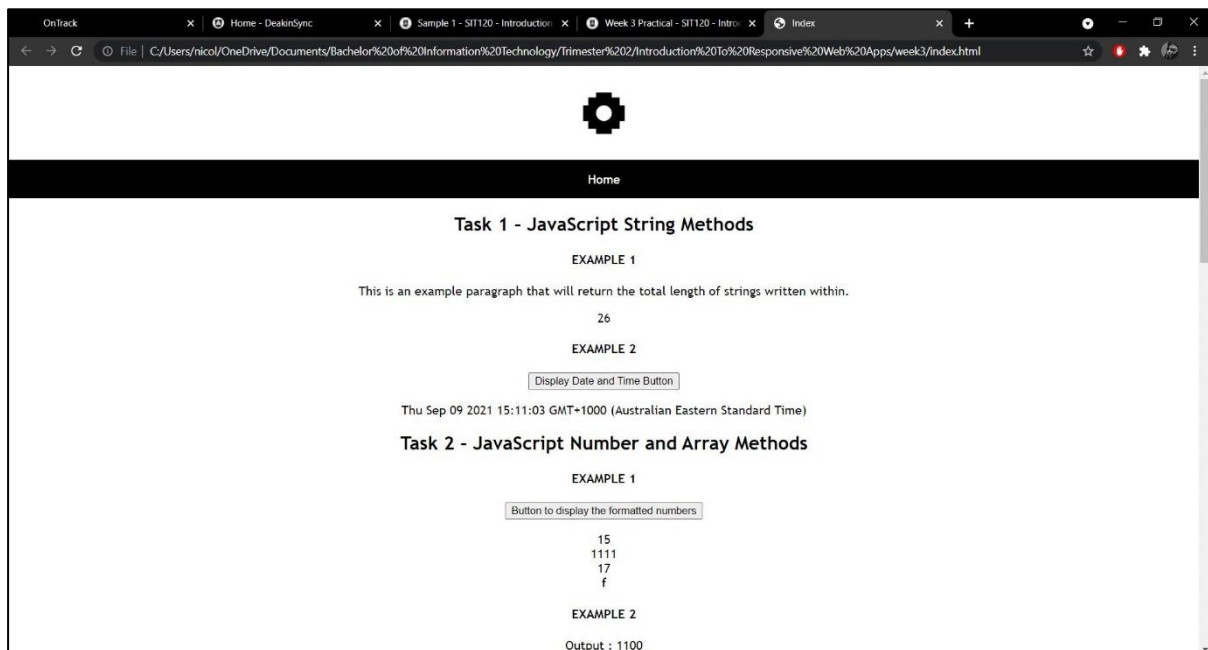 OnTrack
Home - DeakinSync
Sample 1 - SIT120 - Introduction
Week 3 Practical - SIT120 - Introc
Index
File | C:/Users/nicol/OneDrive/Documents/Bachelor%20of%20Information%20Technology/Trimester%202/Introduction%20To%20Responsive%20Web%20Apps/week3/index.html
Home
Task 1 - JavaScript String Methods
EXAMPLE 1
This is an example paragraph that will return the total length of strings written within.
26
EXAMPLE 2
Display Date and Time Button
Thu Sep 09 2021 15:11:03 GMT+1000 (Australian Eastern Standard Time)
Task 2 - JavaScript Number and Array Methods
EXAMPLE 1
Button to display the formatted numbers
15
1111
17
f
EXAMPLE 2
Output : 1100